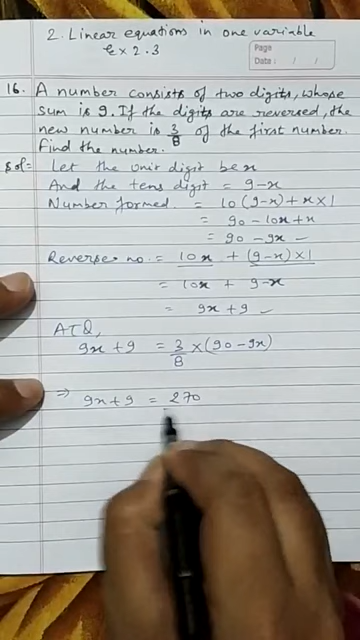 2. Linear equations in one variable
Ex 2.3
Page
Date: / /
16. A number consists of two digits, whose
sum is 9. If the digits are reversed, the
new number is 3/8 of the first number.
Find the number.
Sol= Let the unit digit be x
And the tens digit = 9-x
Number formed = 10(9-x)+x×1
= 90-10x+x
= 90-9x
Reverse no. = 10x + (9-x)×1
= 10x + 9-x
= 9x+9
ATQ,
9x+9 = 3/8 ×(90-9x)
⇒ 9x+9 = 270